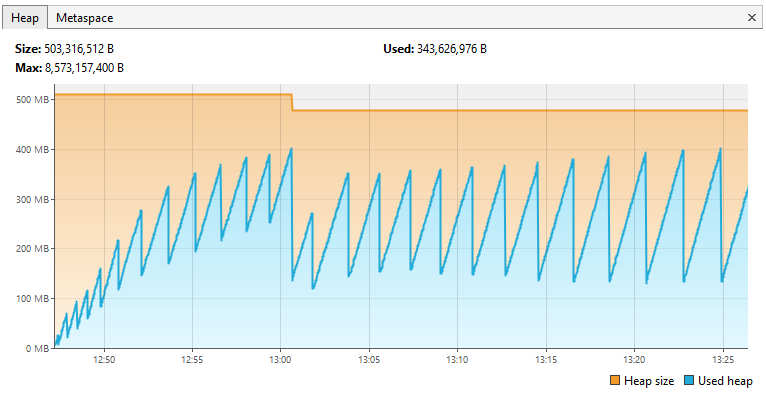 Heap Metaspace ×
Size: 503,316,512 B Used: 343,626,976 B
Max: 8,573,157,400 B
500 MB
400 MB
300 MB
200 MB
100 MB
0 MB
12:50 12:55 13:00 13:05 13:10 13:15 13:20 13:25
Heap size Used heap